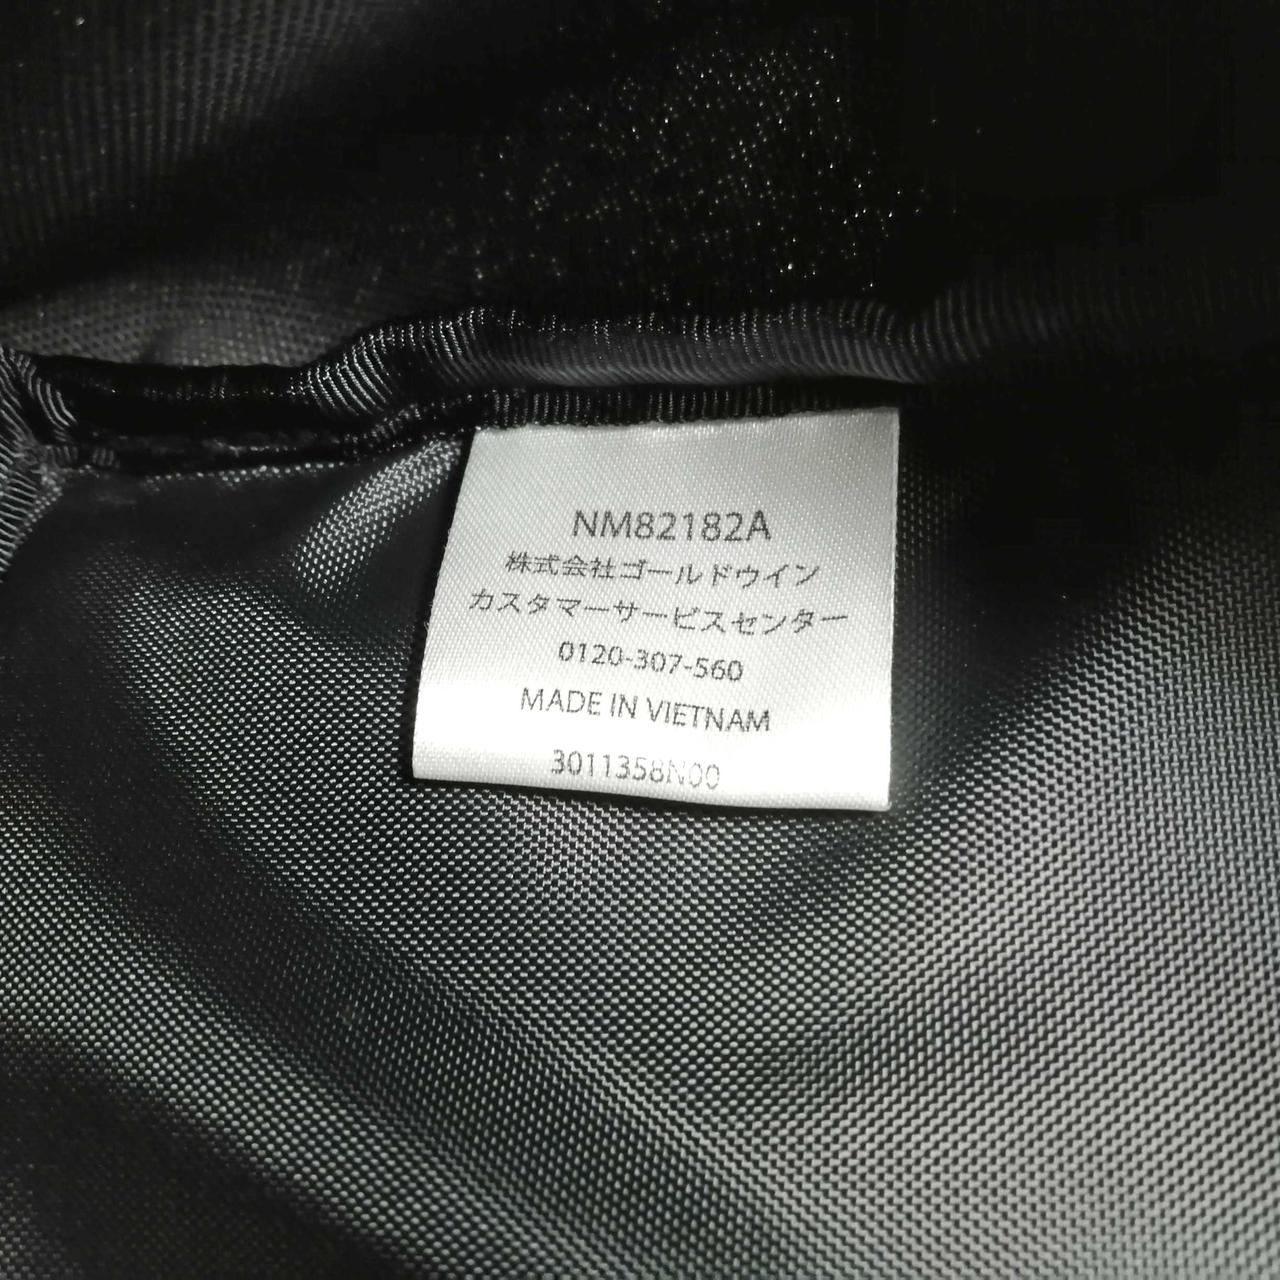 NM82182A
株式会社ゴールドウイン
カスタマーサービスセンター
0120-307-560
MADE IN VIETNAM
3011358N00